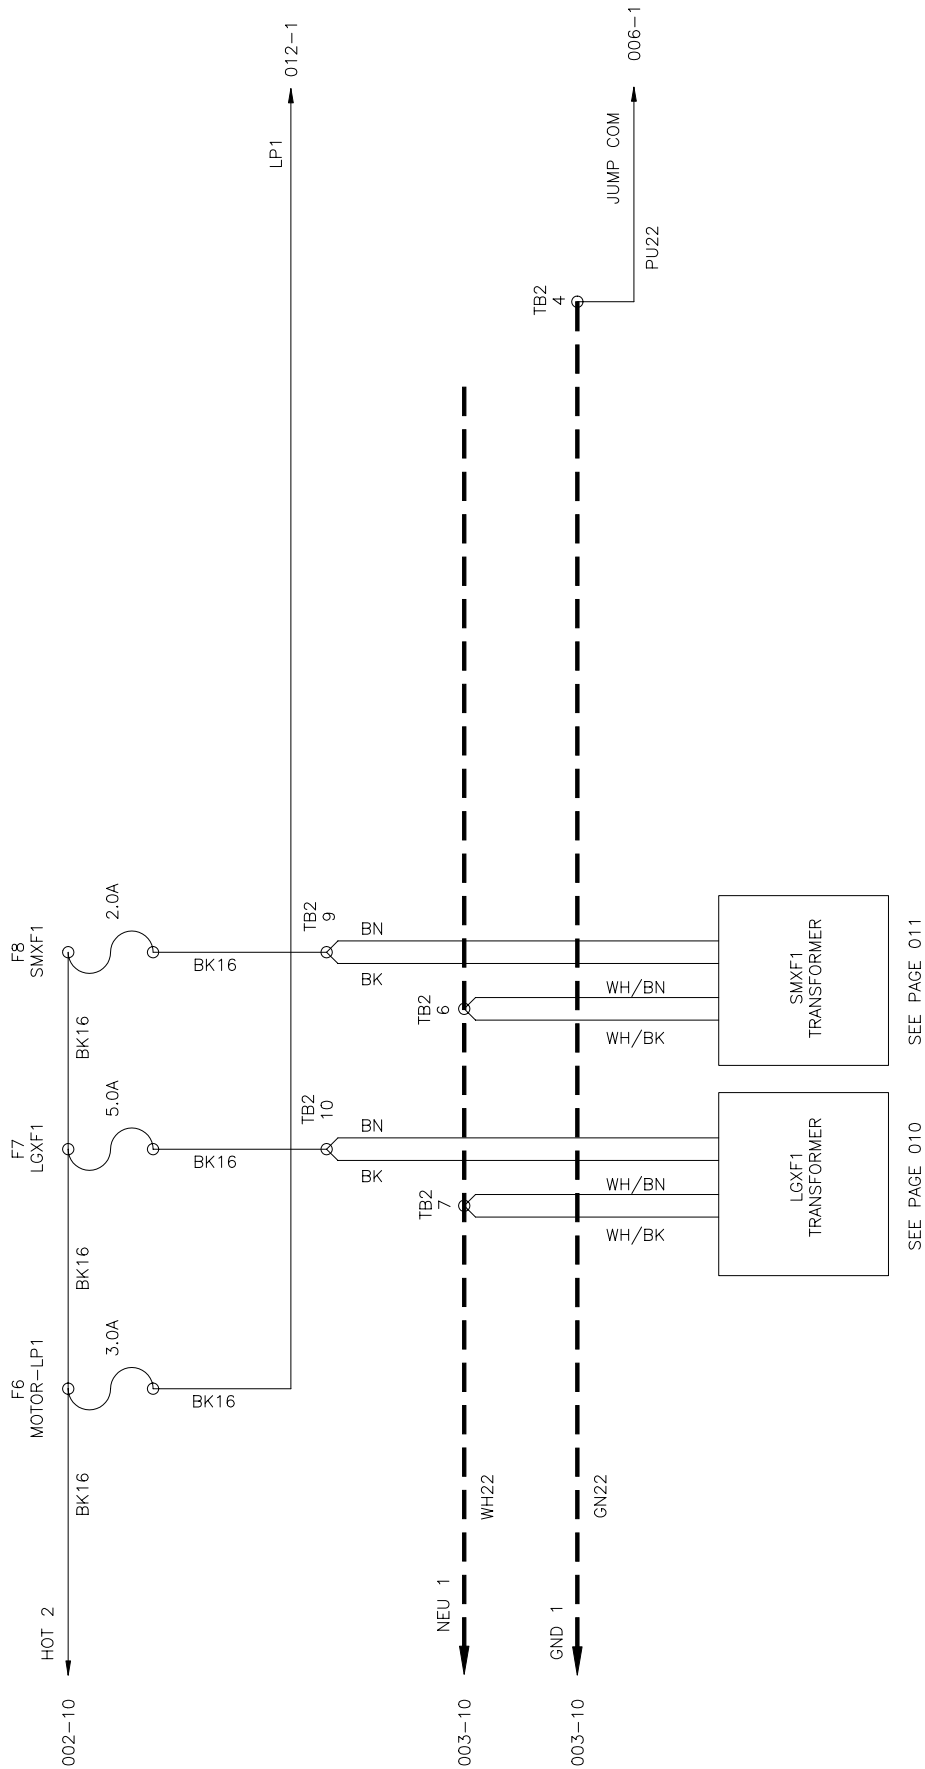 002-10
HOT 2
BK16
F6
MOTOR-LP1
3.0A
BK16
BK16
F7
LGXF1
5.0A
BK16
BK16
F8
SMXF1
2.0A
BK16
LP1
012-1
TB2
10
BN
BK
TB2
9
BN
BK
003-10
NEU 1
WH22
TB2
7
WH/BN
WH/BK
TB2
6
WH/BN
WH/BK
003-10
GND 1
GN22
TB2
4
JUMP COM
PU22
006-1
LGXF1
TRANSFORMER
SEE PAGE 010
SMXF1
TRANSFORMER
SEE PAGE 011